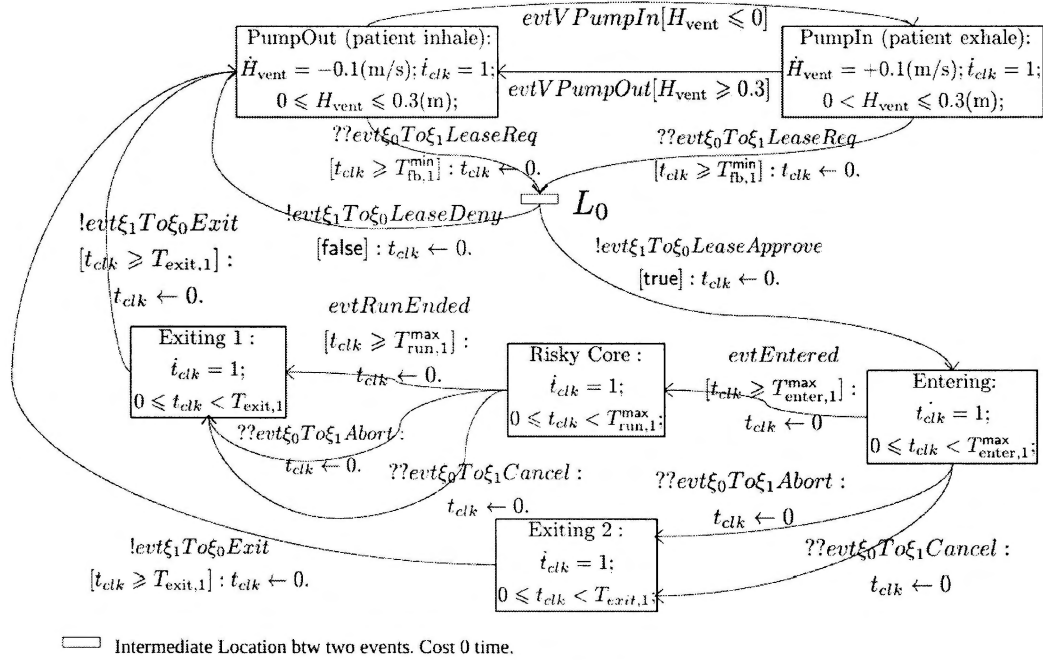 evtVPumpIn[H_vent ⩽ 0]
PumpOut (patient inhale):
Ḣ_vent = −0.1(m/s); ṫ_clk = 1;
0 ⩽ H_vent ⩽ 0.3(m);
PumpIn (patient exhale):
Ḣ_vent = +0.1(m/s); ṫ_clk = 1;
0 < H_vent ⩽ 0.3(m);
evtVPumpOut[H_vent ⩾ 0.3]
??evtξ₀Toξ₁LeaseReq
[t_clk ⩾ T^min_fb,1] : t_clk ← 0.
??evtξ₀Toξ₁LeaseReq
[t_clk ⩾ T^min_fb,1] : t_clk ← 0.
L₀
!evtξ₁Toξ₀LeaseDeny
[false] : t_clk ← 0.
!evtξ₁Toξ₀LeaseApprove
[true] : t_clk ← 0.
!evtξ₁Toξ₀Exit
[t_clk ⩾ T_exit,1] :
t_clk ← 0.
evtRunEnded
[t_clk ⩾ T^max_run,1] :
t_clk ← 0.
Exiting 1 :
ṫ_clk = 1;
0 ⩽ t_clk < T_exit,1
Risky Core :
ṫ_clk = 1;
0 ⩽ t_clk < T^max_run,1;
evtEntered
[t_clk ⩾ T^max_enter,1] :
t_clk ← 0
Entering:
ṫ_clk = 1;
0 ⩽ t_clk < T^max_enter,1;
??evtξ₀Toξ₁Abort :
t_clk ← 0.
??evtξ₀Toξ₁Cancel :
t_clk ← 0.
??evtξ₀Toξ₁Abort :
t_clk ← 0
??evtξ₀Toξ₁Cancel :
t_clk ← 0
Exiting 2 :
ṫ_clk = 1;
0 ⩽ t_clk < T_exit,1;
!evtξ₁Toξ₀Exit
[t_clk ⩾ T_exit,1] : t_clk ← 0.
Intermediate Location btw two events. Cost 0 time.